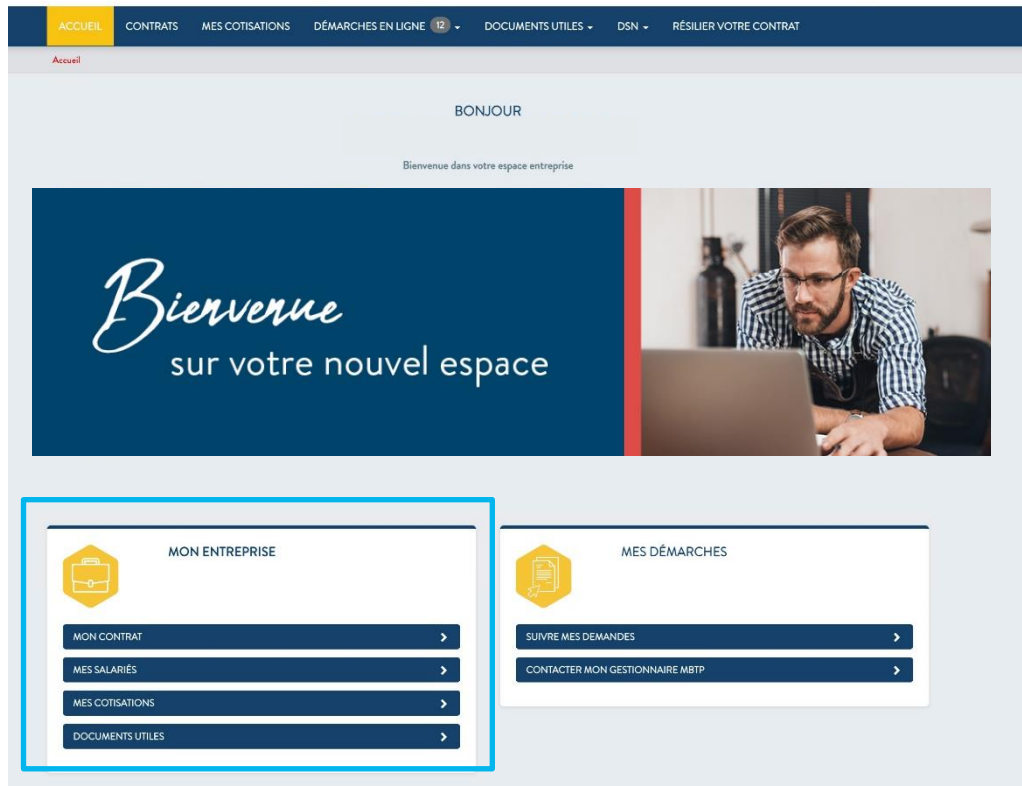 ACCUEIL CONTRATS MES COTISATIONS DÉMARCHES EN LIGNE 12 DOCUMENTS UTILES DSN RÉSILIER VOTRE CONTRAT
Accueil
BONJOUR
Bienvenue dans votre espace entreprise
Bienvenue
sur votre nouvel espace
MON ENTREPRISE
MON CONTRAT
MES SALARIÉS
MES COTISATIONS
DOCUMENTS UTILES
MES DÉMARCHES
SUIVRE MES DEMANDES
CONTACTER MON GESTIONNAIRE MBTP